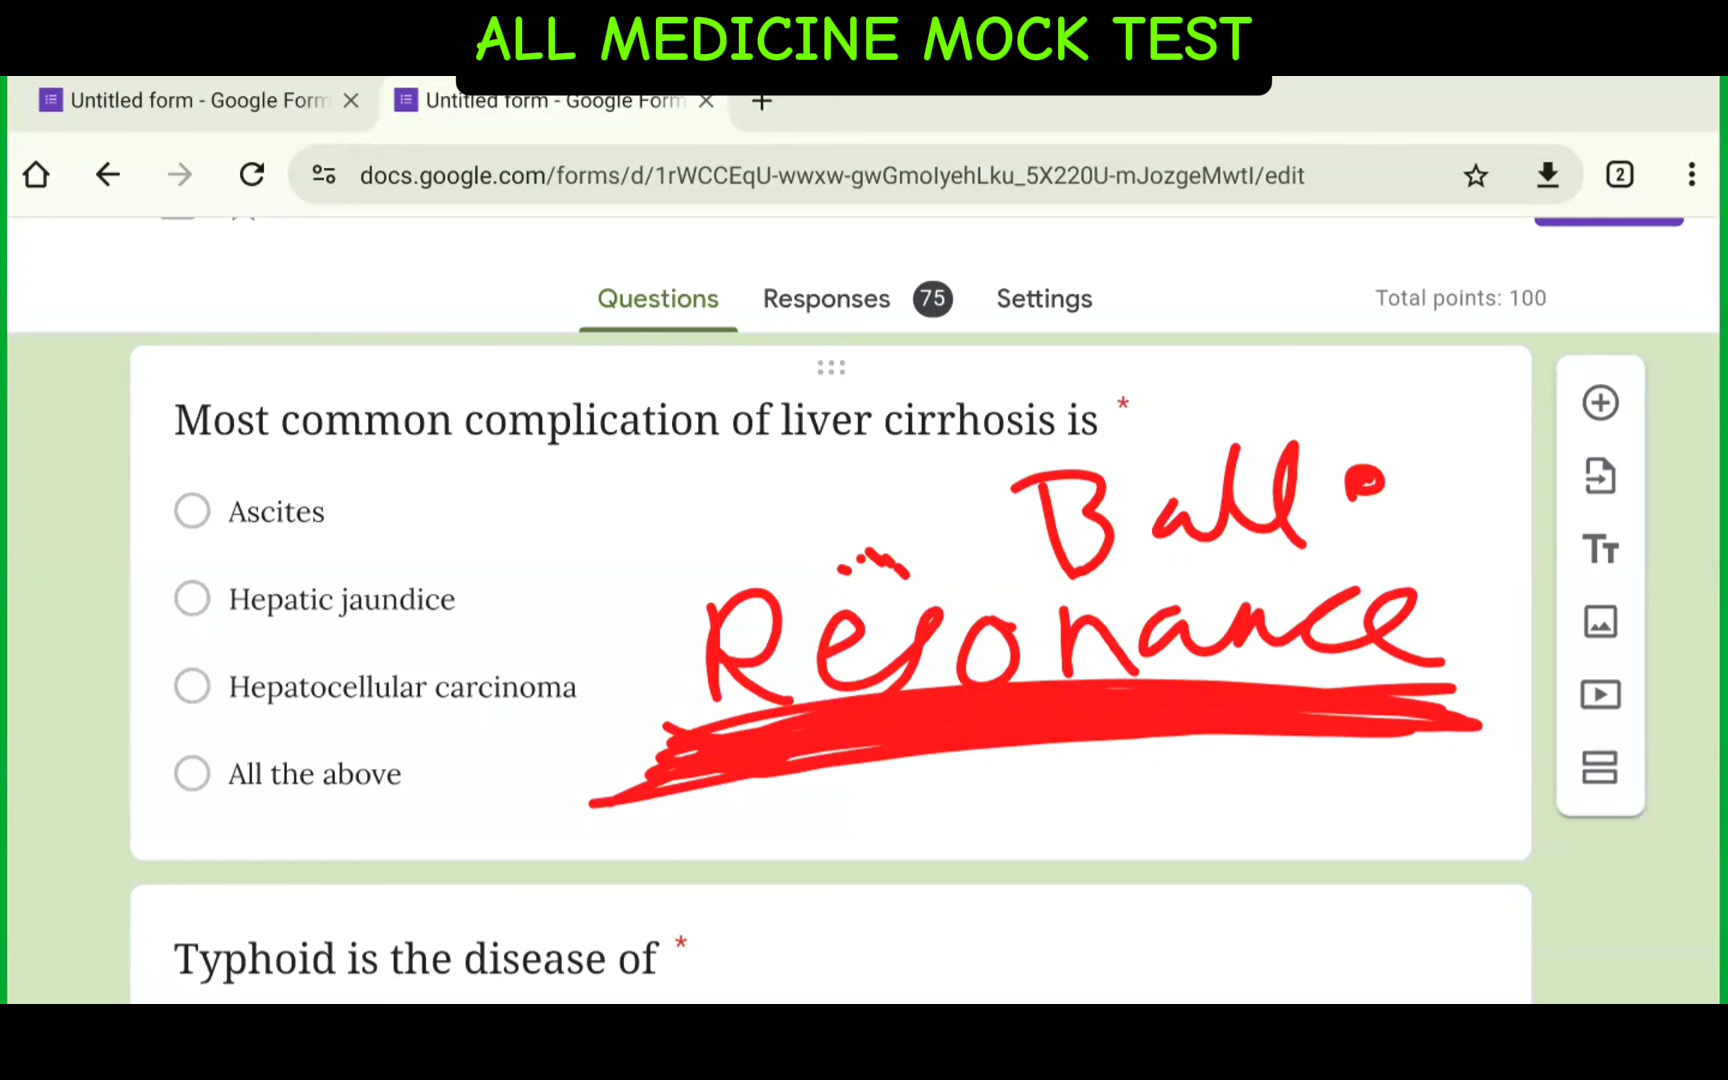 ALL MEDICINE MOCK TEST
Untitled form - Google Form
Untitled form - Google Form
docs.google.com/forms/d/1rWCCEqU-wwxw-gwGmoIyehLku_5X220U-mJozgeMwtI/edit
2
Questions
Responses 75
Settings
Total points: 100
Most common complication of liver cirrhosis is *
Ball
Ascites
Resonance
Hepatic jaundice
Hepatocellular carcinoma
All the above
Typhoid is the disease of *